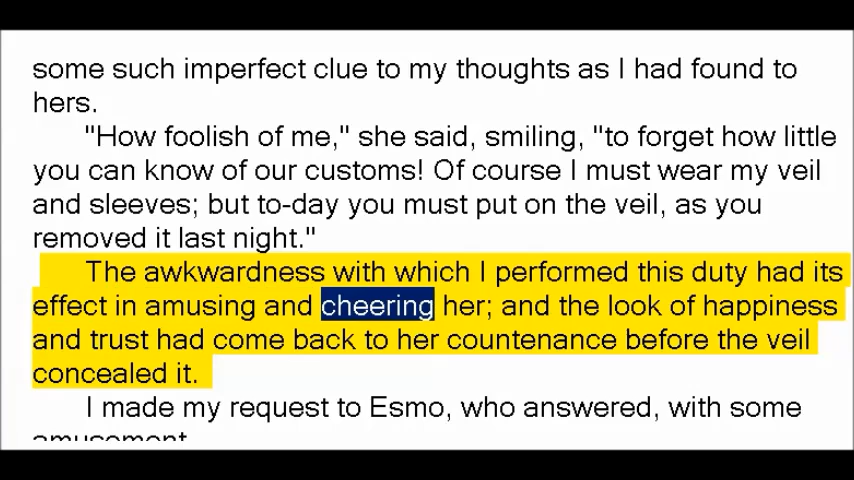 some such imperfect clue to my thoughts as I had found to
hers.
"How foolish of me," she said, smiling, "to forget how little
you can know of our customs! Of course I must wear my veil
and sleeves; but to-day you must put on the veil, as you
removed it last night."
The awkwardness with which I performed this duty had its
effect in amusing and cheering her; and the look of happiness
and trust had come back to her countenance before the veil
concealed it.
I made my request to Esmo, who answered, with some
amusement,